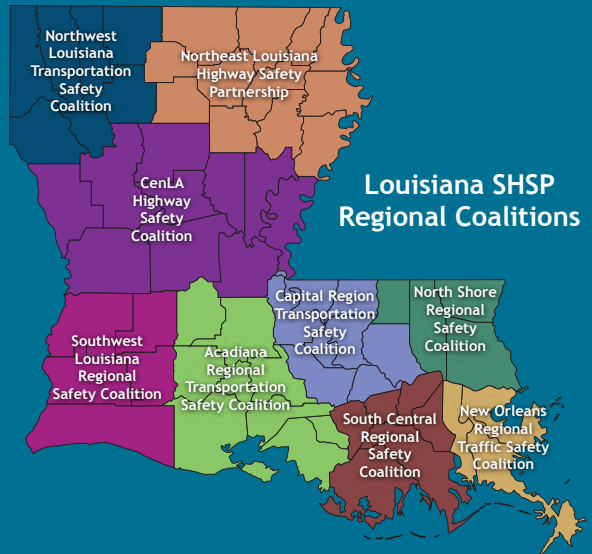 Northwest
Louisiana
Transportation
Safety
Coalition
Northeast Louisiana
Highway Safety
Partnership
CenLA
Highway
Safety
Coalition
Louisiana SHSP
Regional Coalitions
Southwest
Louisiana
Regional
Safety Coalition
Acadiana
Regional
Transportation
Safety Coalition
Capital Region
Transportation
Safety
Coalition
North Shore
Regional
Safety
Coalition
South Central
Regional
Safety
Coalition
New Orleans
Regional
Traffic Safety
Coalition